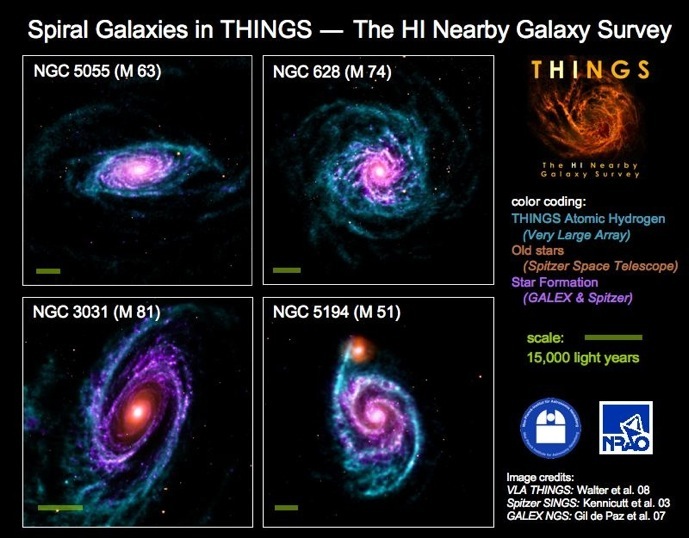 Spiral Galaxies in THINGS — The HI Nearby Galaxy Survey
NGC 5055 (M 63)
NGC 628 (M 74)
NGC 3031 (M 81)
NGC 5194 (M 51)
THINGS
The HI Nearby
Galaxy Survey
color coding:
THINGS Atomic Hydrogen
(Very Large Array)
Old stars
(Spitzer Space Telescope)
Star Formation
(GALEX & Spitzer)
scale:
15,000 light years
NRAO
Image credits:
VLA THINGS: Walter et al. 08
Spitzer SINGS: Kennicutt et al. 03
GALEX NGS: Gil de Paz et al. 07